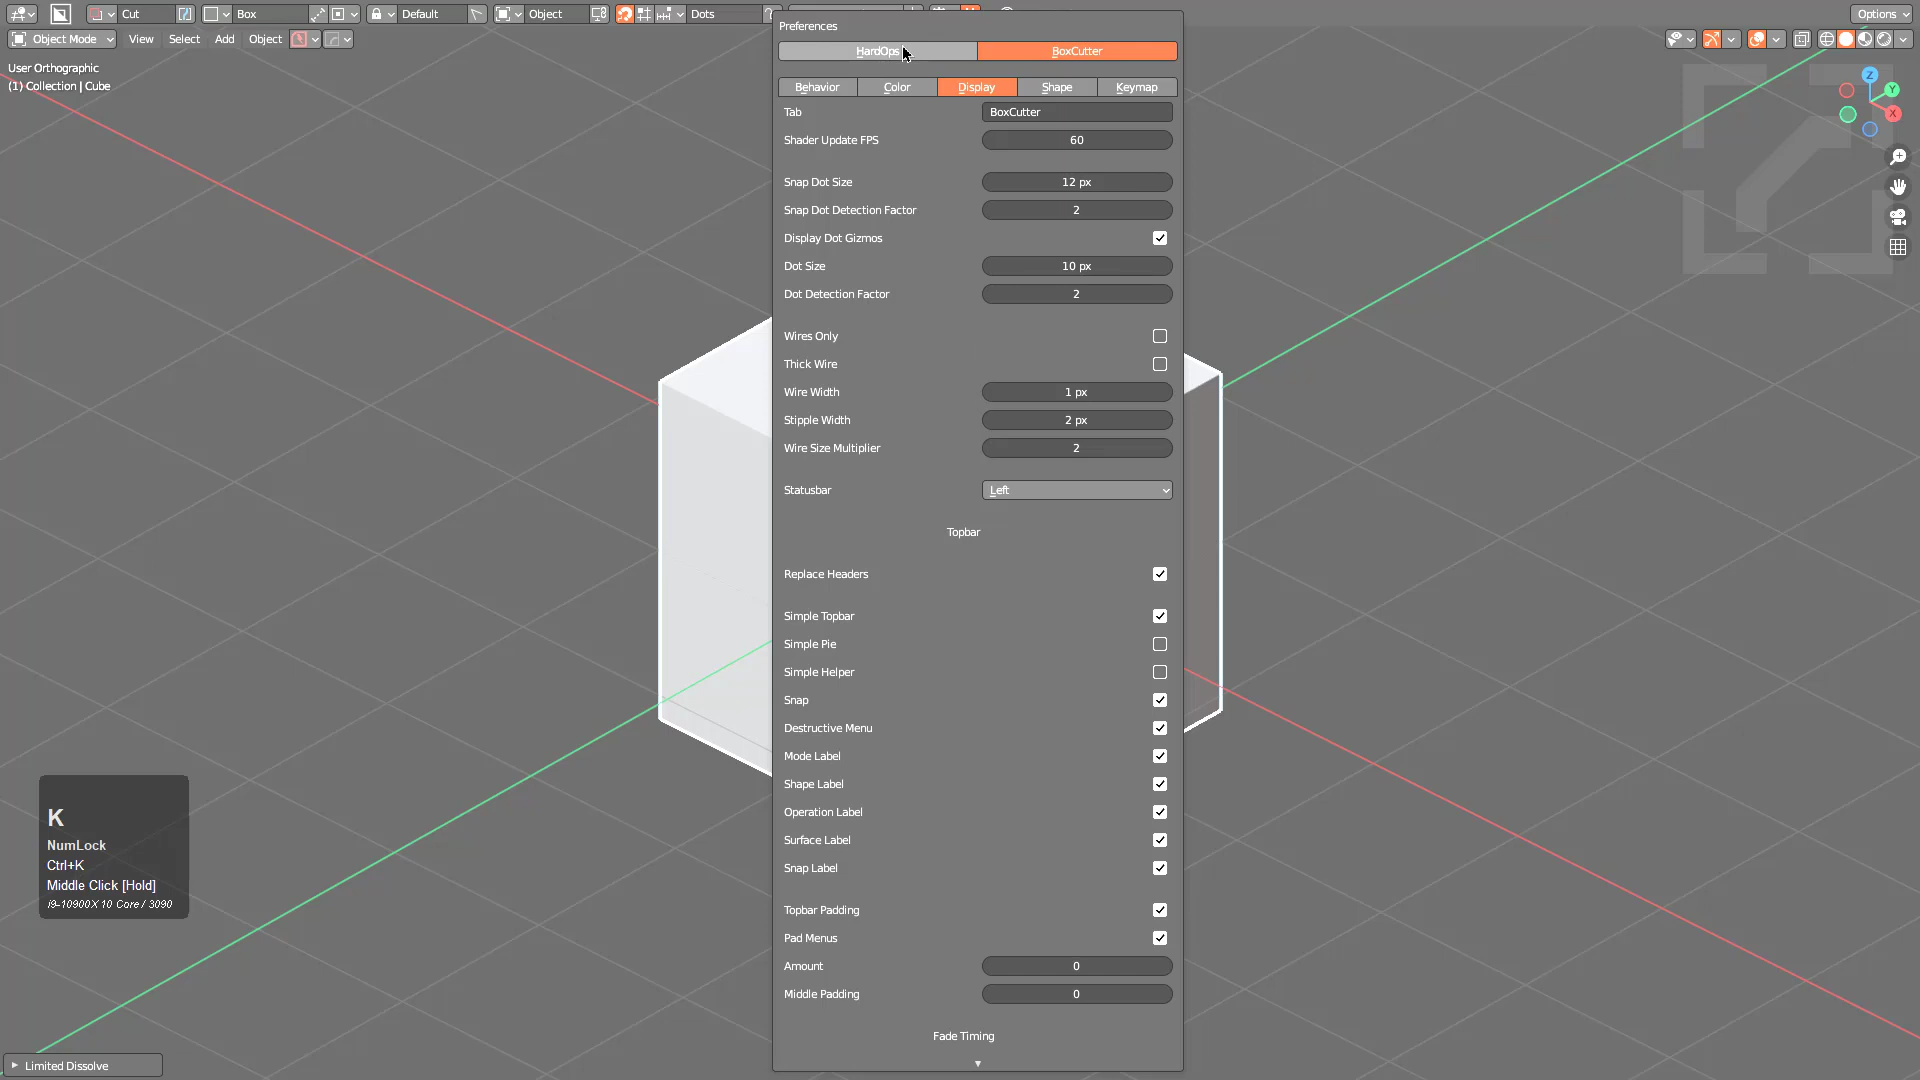 Cut
Box
Default
Object
Dots
Options
Object Mode
View
Select
Add
Object
User Orthographic
(1) Collection | Cube
Preferences
HardOps
BoxCutter
Behavior
Color
Display
Shape
Keymap
Tab
BoxCutter
Shader Update FPS
60
Snap Dot Size
12 px
Snap Dot Detection Factor
2
Display Dot Gizmos
Dot Size
10 px
Dot Detection Factor
2
Wires Only
Thick Wire
Wire Width
1 px
Stipple Width
2 px
Wire Size Multiplier
2
Statusbar
Left
Topbar
Replace Headers
Simple Topbar
Simple Pie
Simple Helper
Snap
Destructive Menu
Mode Label
Shape Label
Operation Label
Surface Label
Snap Label
Topbar Padding
Pad Menus
Amount
0
Middle Padding
0
Fade Timing
Z
Y
X
K
NumLock
Ctrl+K
Middle Click [Hold]
i9-10900X 10 Core / 3090
Limited Dissolve